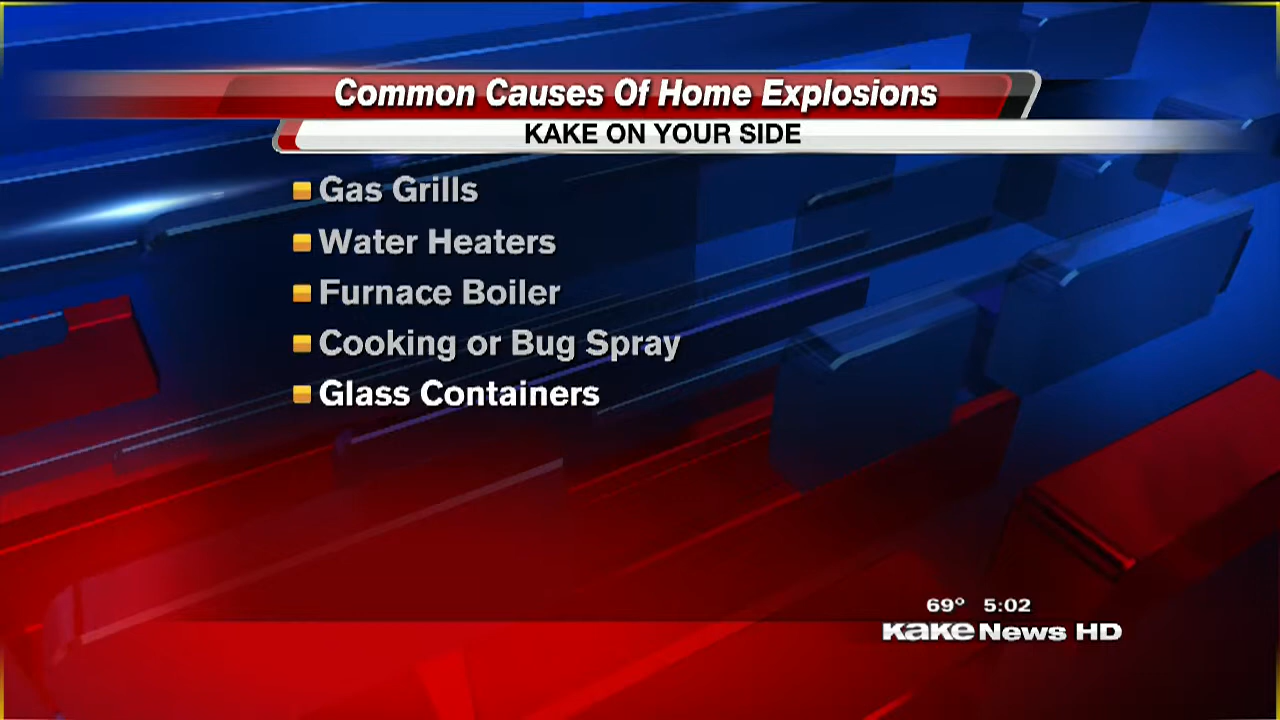 Common Causes Of Home Explosions
KAKE ON YOUR SIDE
Gas Grills
Water Heaters
Furnace Boiler
Cooking or Bug Spray
Glass Containers
69° 5:02
KAKE News HD